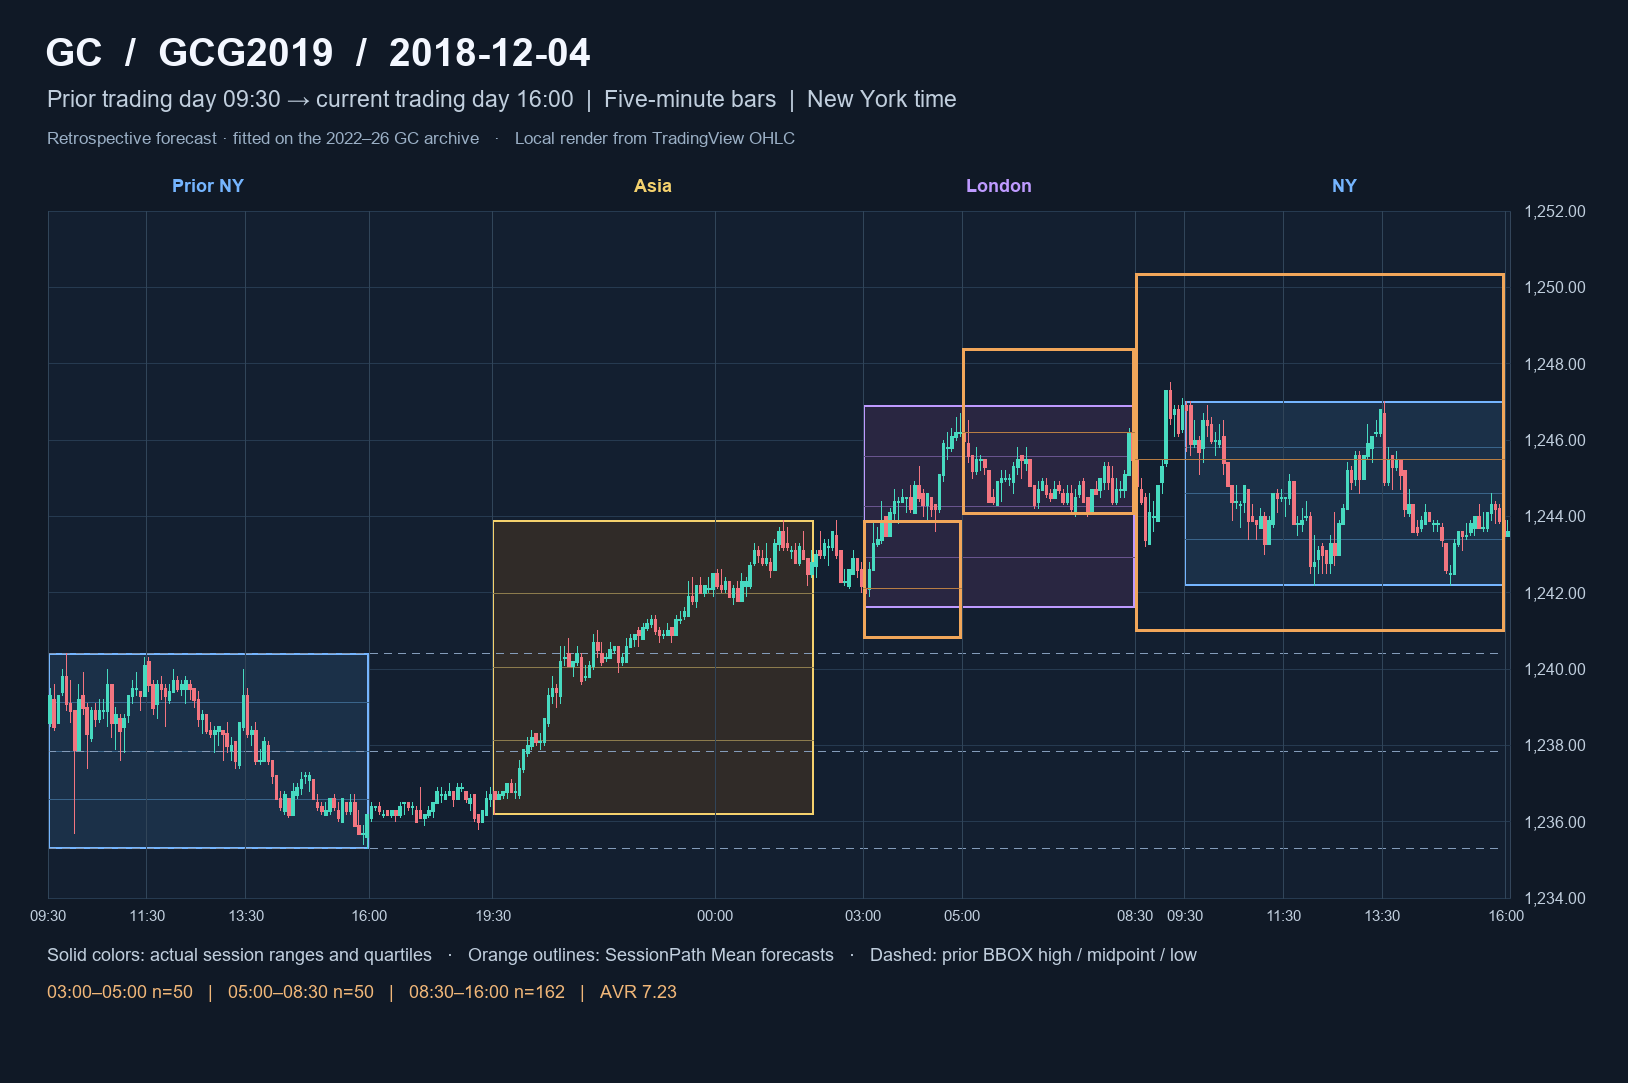 GC / GCG2019 / 2018-12-04
Prior trading day 09:30 → current trading day 16:00 | Five-minute bars | New York time
Retrospective forecast · fitted on the 2022–26 GC archive · Local render from TradingView OHLC
Prior NY Asia London NY
1,252.00
1,250.00
1,248.00
1,246.00
1,244.00
1,242.00
1,240.00
1,238.00
1,236.00
1,234.00
09:30 11:30 13:30 16:00 19:30 00:00 03:00 05:00 08:30 09:30 11:30 13:30 16:00
Solid colors: actual session ranges and quartiles · Orange outlines: SessionPath Mean forecasts · Dashed: prior BBOX high / midpoint / low
03:00–05:00 n=50 | 05:00–08:30 n=50 | 08:30–16:00 n=162 | AVR 7.23